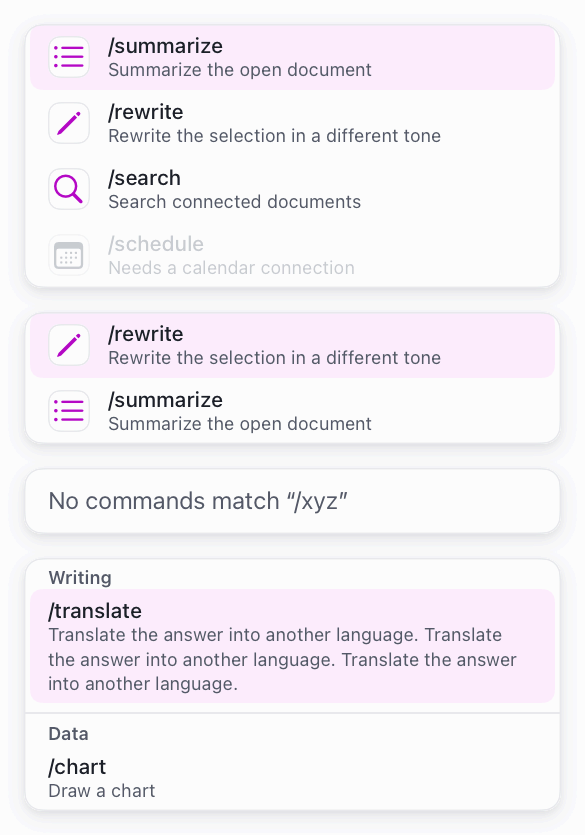 /summarize
Summarize the open document
/rewrite
Rewrite the selection in a different tone
/search
Search connected documents
/schedule
Needs a calendar connection
/rewrite
Rewrite the selection in a different tone
/summarize
Summarize the open document
No commands match “/xyz”
Writing
/translate
Translate the answer into another language. Translate
the answer into another language. Translate the answer
into another language.
Data
/chart
Draw a chart